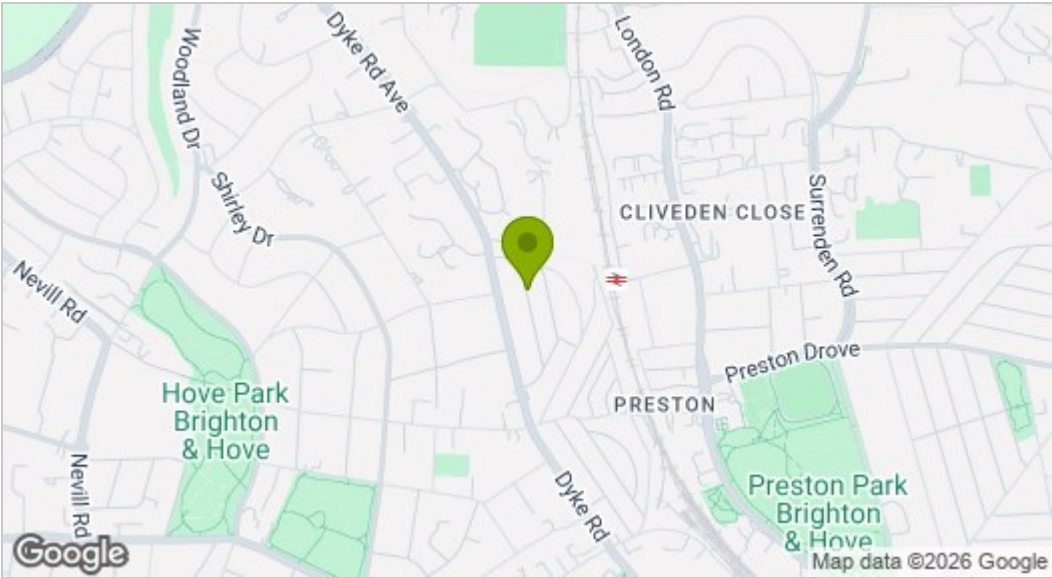 Dyke Rd Ave
London Rd
Woodland Dr
Shirley Dr
CLIVEDEN CLOSE
Surrenden Rd
Nevill Rd
Preston Drove
Hove Park
Brighton
& Hove
PRESTON
Nevill Rd
Dyke Rd
Preston Park
Brighton
& Hove
Google
Map data ©2026 Google